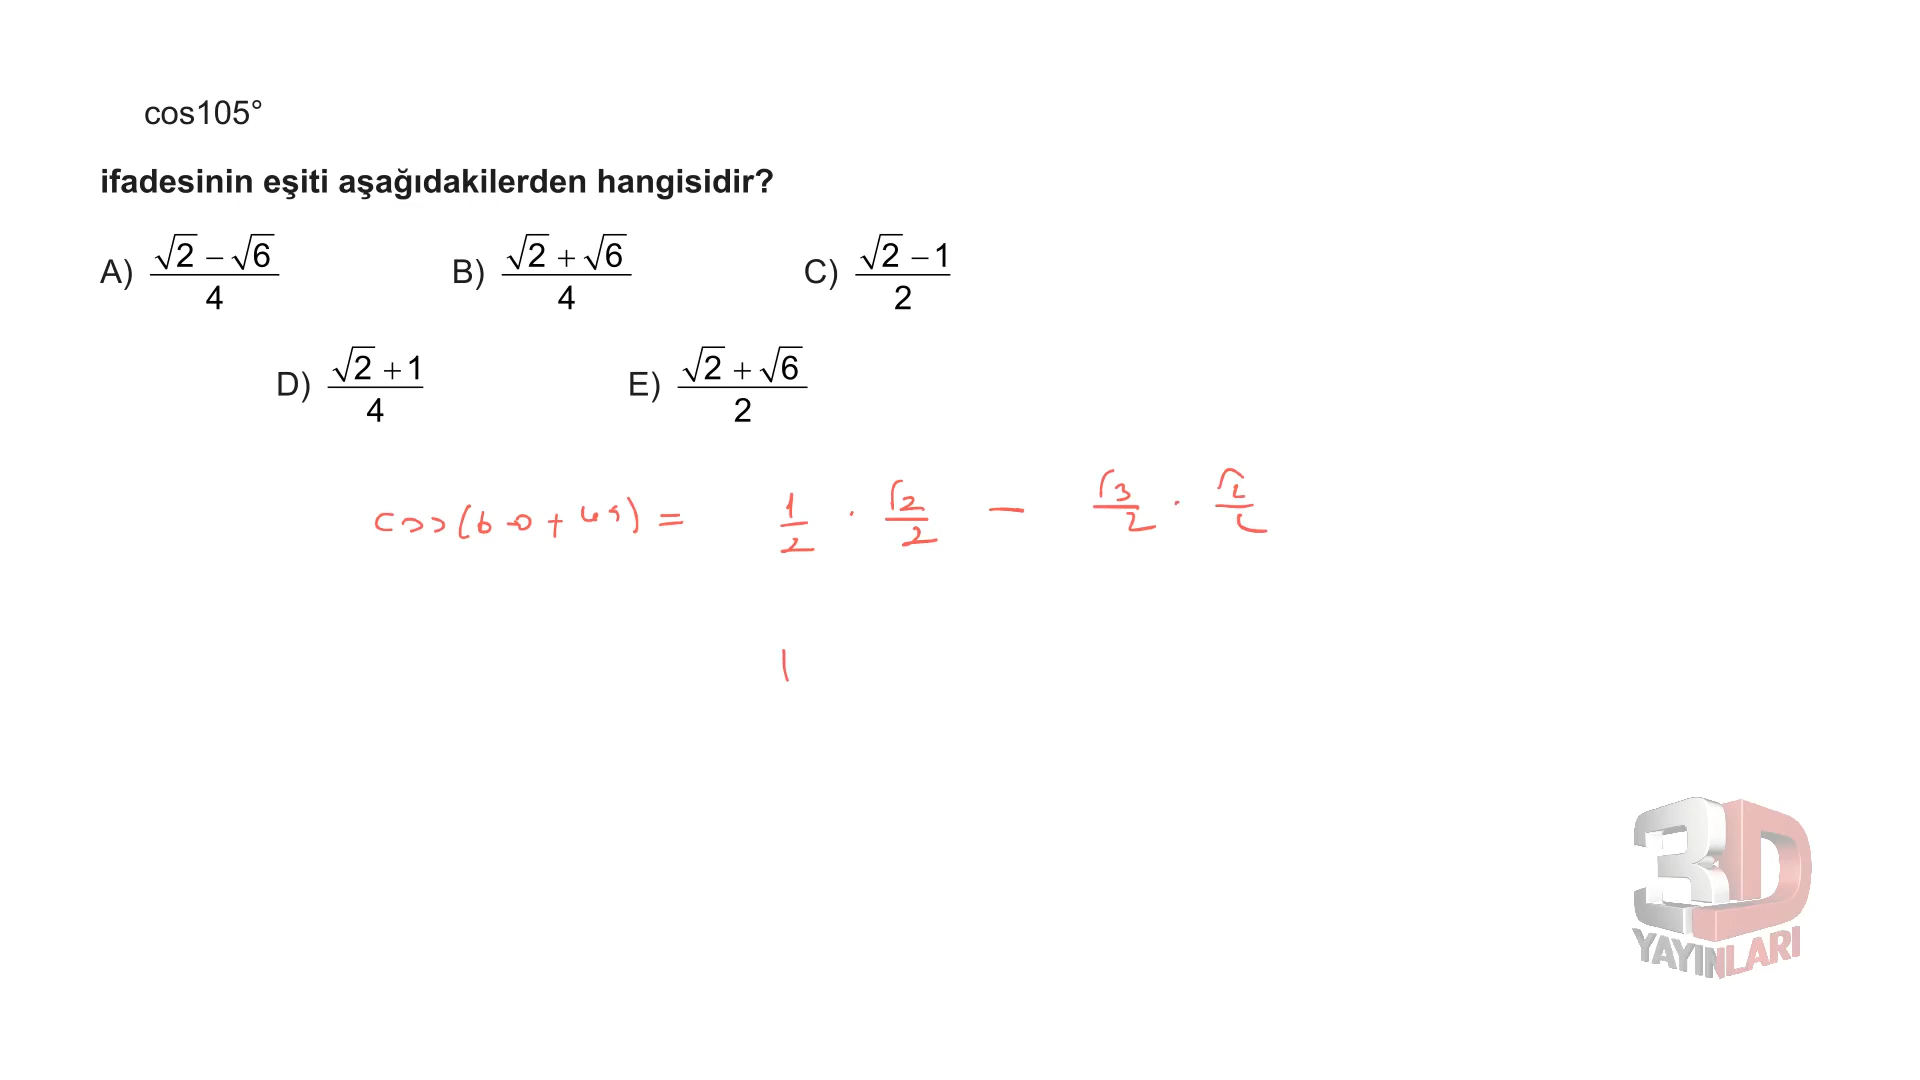 cos105°
ifadesinin eşiti aşağıdakilerden hangisidir?
A) (√2 − √6)/4 B) (√2 + √6)/4 C) (√2 − 1)/2
D) (√2 + 1)/4 E) (√2 + √6)/2
cos(60+45) = 1/2 · √2/2 − √3/2 · √2/2
3D
YAYINLARI